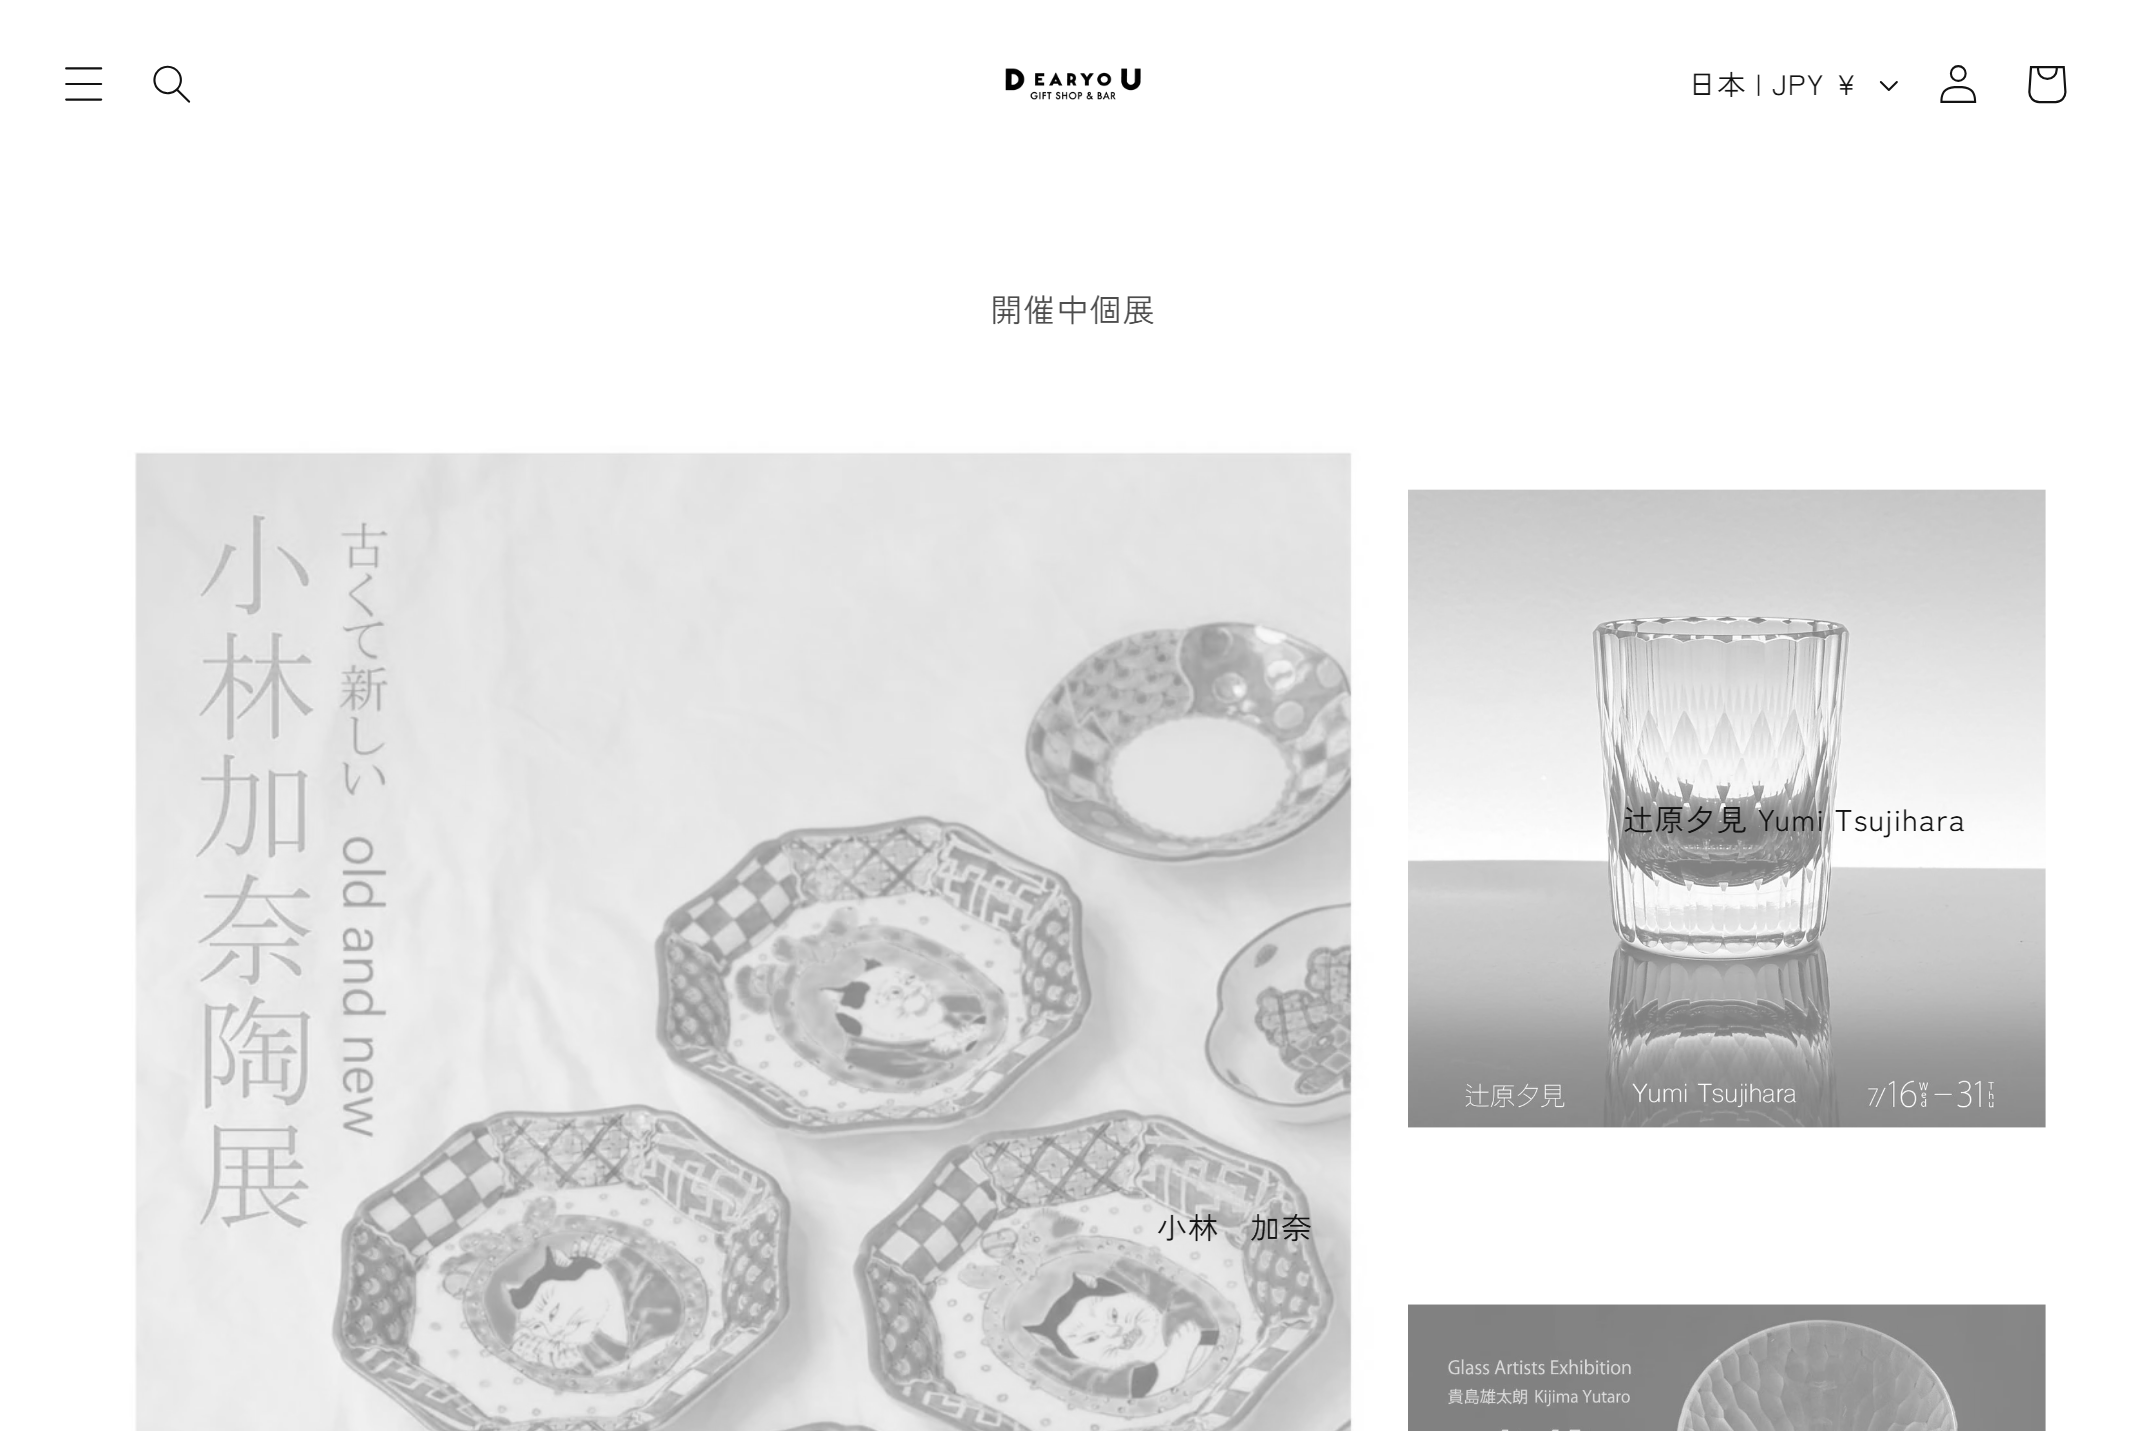 DEARYO U
GIFT SHOP & BAR
日本 | JPY ¥
開催中個展
小林加奈陶展
古くて新しい old and new
小林　加奈
辻原夕見 Yumi Tsujihara
辻原夕見 Yumi Tsujihara 7/16 Wed – 31 Thu
Glass Artists Exhibition
貴島雄太朗 Kijima Yutaro